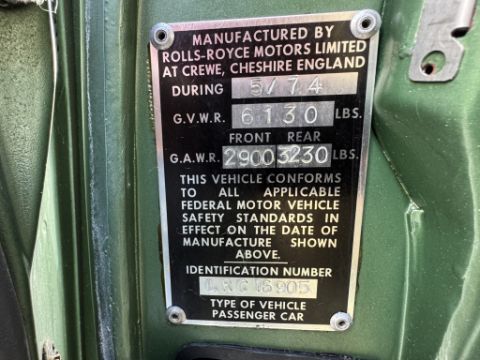 MANUFACTURED BY
ROLLS-ROYCE MOTORS LIMITED
AT CREWE, CHESHIRE ENGLAND
DURING 5/74
G.V.W.R. 6130 LBS.
FRONT REAR
G.A.W.R. 2900 3230 LBS.
THIS VEHICLE CONFORMS
TO ALL APPLICABLE
FEDERAL MOTOR VEHICLE
SAFETY STANDARDS IN
EFFECT ON THE DATE OF
MANUFACTURE SHOWN
ABOVE.
IDENTIFICATION NUMBER
TYPE OF VEHICLE
PASSENGER CAR